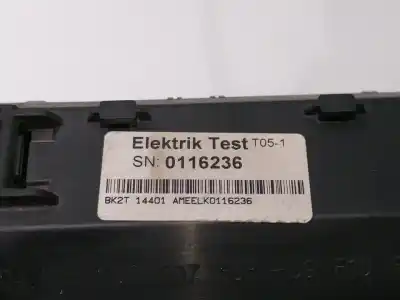 Elektrik Test T05-1
SN: 0116236
BK2T 14401 AMEELK0116236